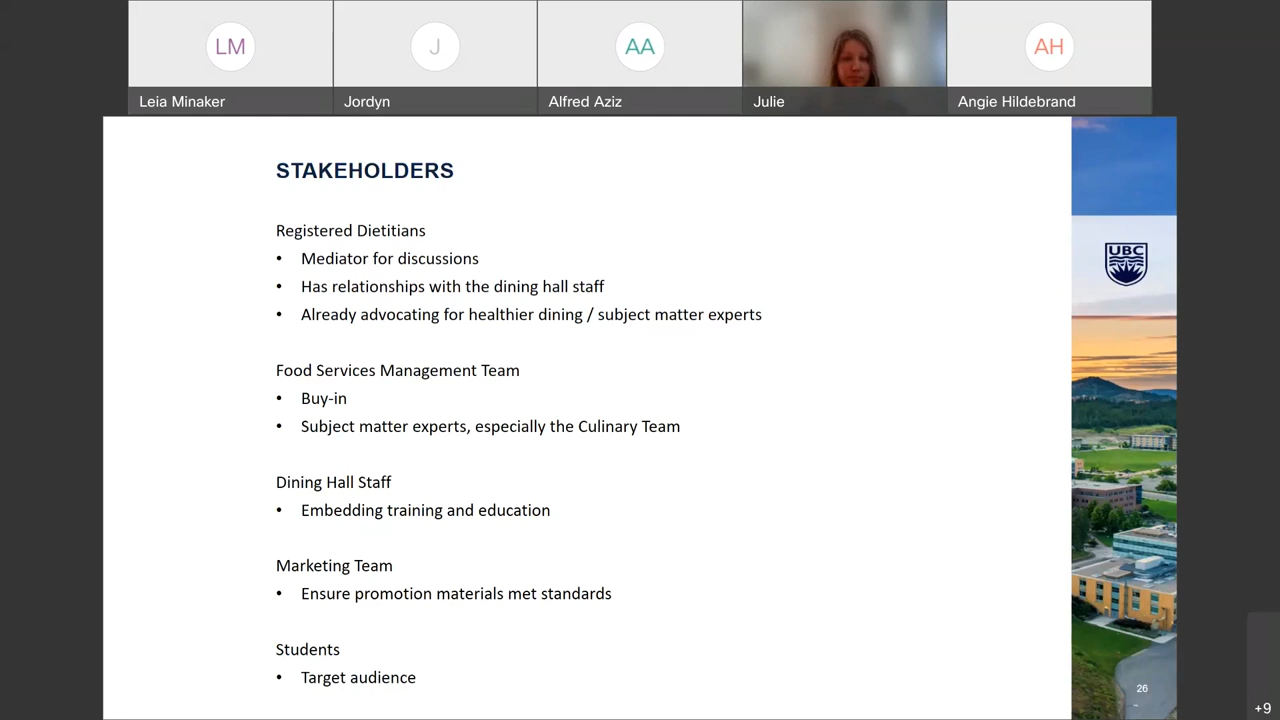 LM
J
AA
AH
Leia Minaker
Jordyn
Alfred Aziz
Julie
Angie Hildebrand
STAKEHOLDERS
Registered Dietitians
• Mediator for discussions
• Has relationships with the dining hall staff
• Already advocating for healthier dining / subject matter experts
Food Services Management Team
• Buy-in
• Subject matter experts, especially the Culinary Team
Dining Hall Staff
• Embedding training and education
Marketing Team
• Ensure promotion materials met standards
Students
• Target audience
UBC
26
+9